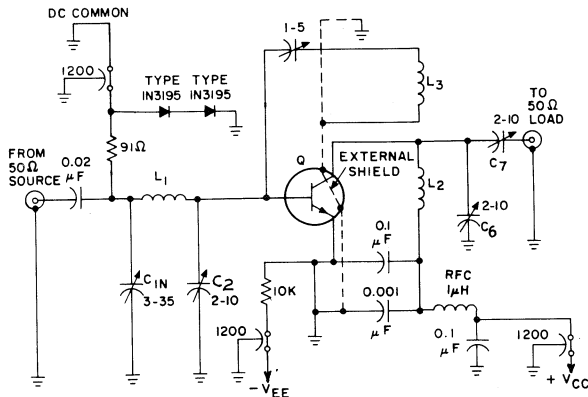 DC COMMON
1200
TYPE TYPE
1N3195 1N3195
1-5
L3
TO
50Ω
LOAD
2-10
C7
FROM
50Ω
SOURCE
0.02
μF
91Ω
L1
Q
EXTERNAL
SHIELD
L2
2-10
C6
C1N
3-35
C2
2-10
10K
0.1
μF
0.001
μF
RFC
1μH
0.1
μF
1200
-VEE
1200
+ VCC